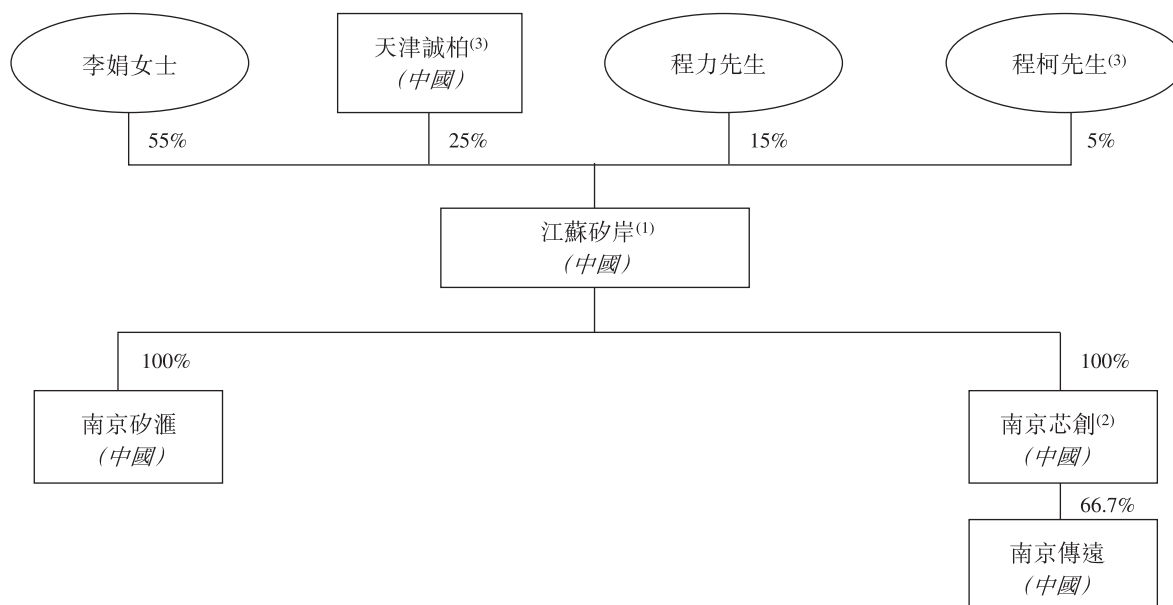 李娟女士
天津誠柏(3)
(中國)
程力先生
程柯先生(3)
55%
25%
15%
5%
江蘇矽岸(1)
(中國)
100%
100%
南京矽滙
(中國)
南京芯創(2)
(中國)
66.7%
南京傳遠
(中國)